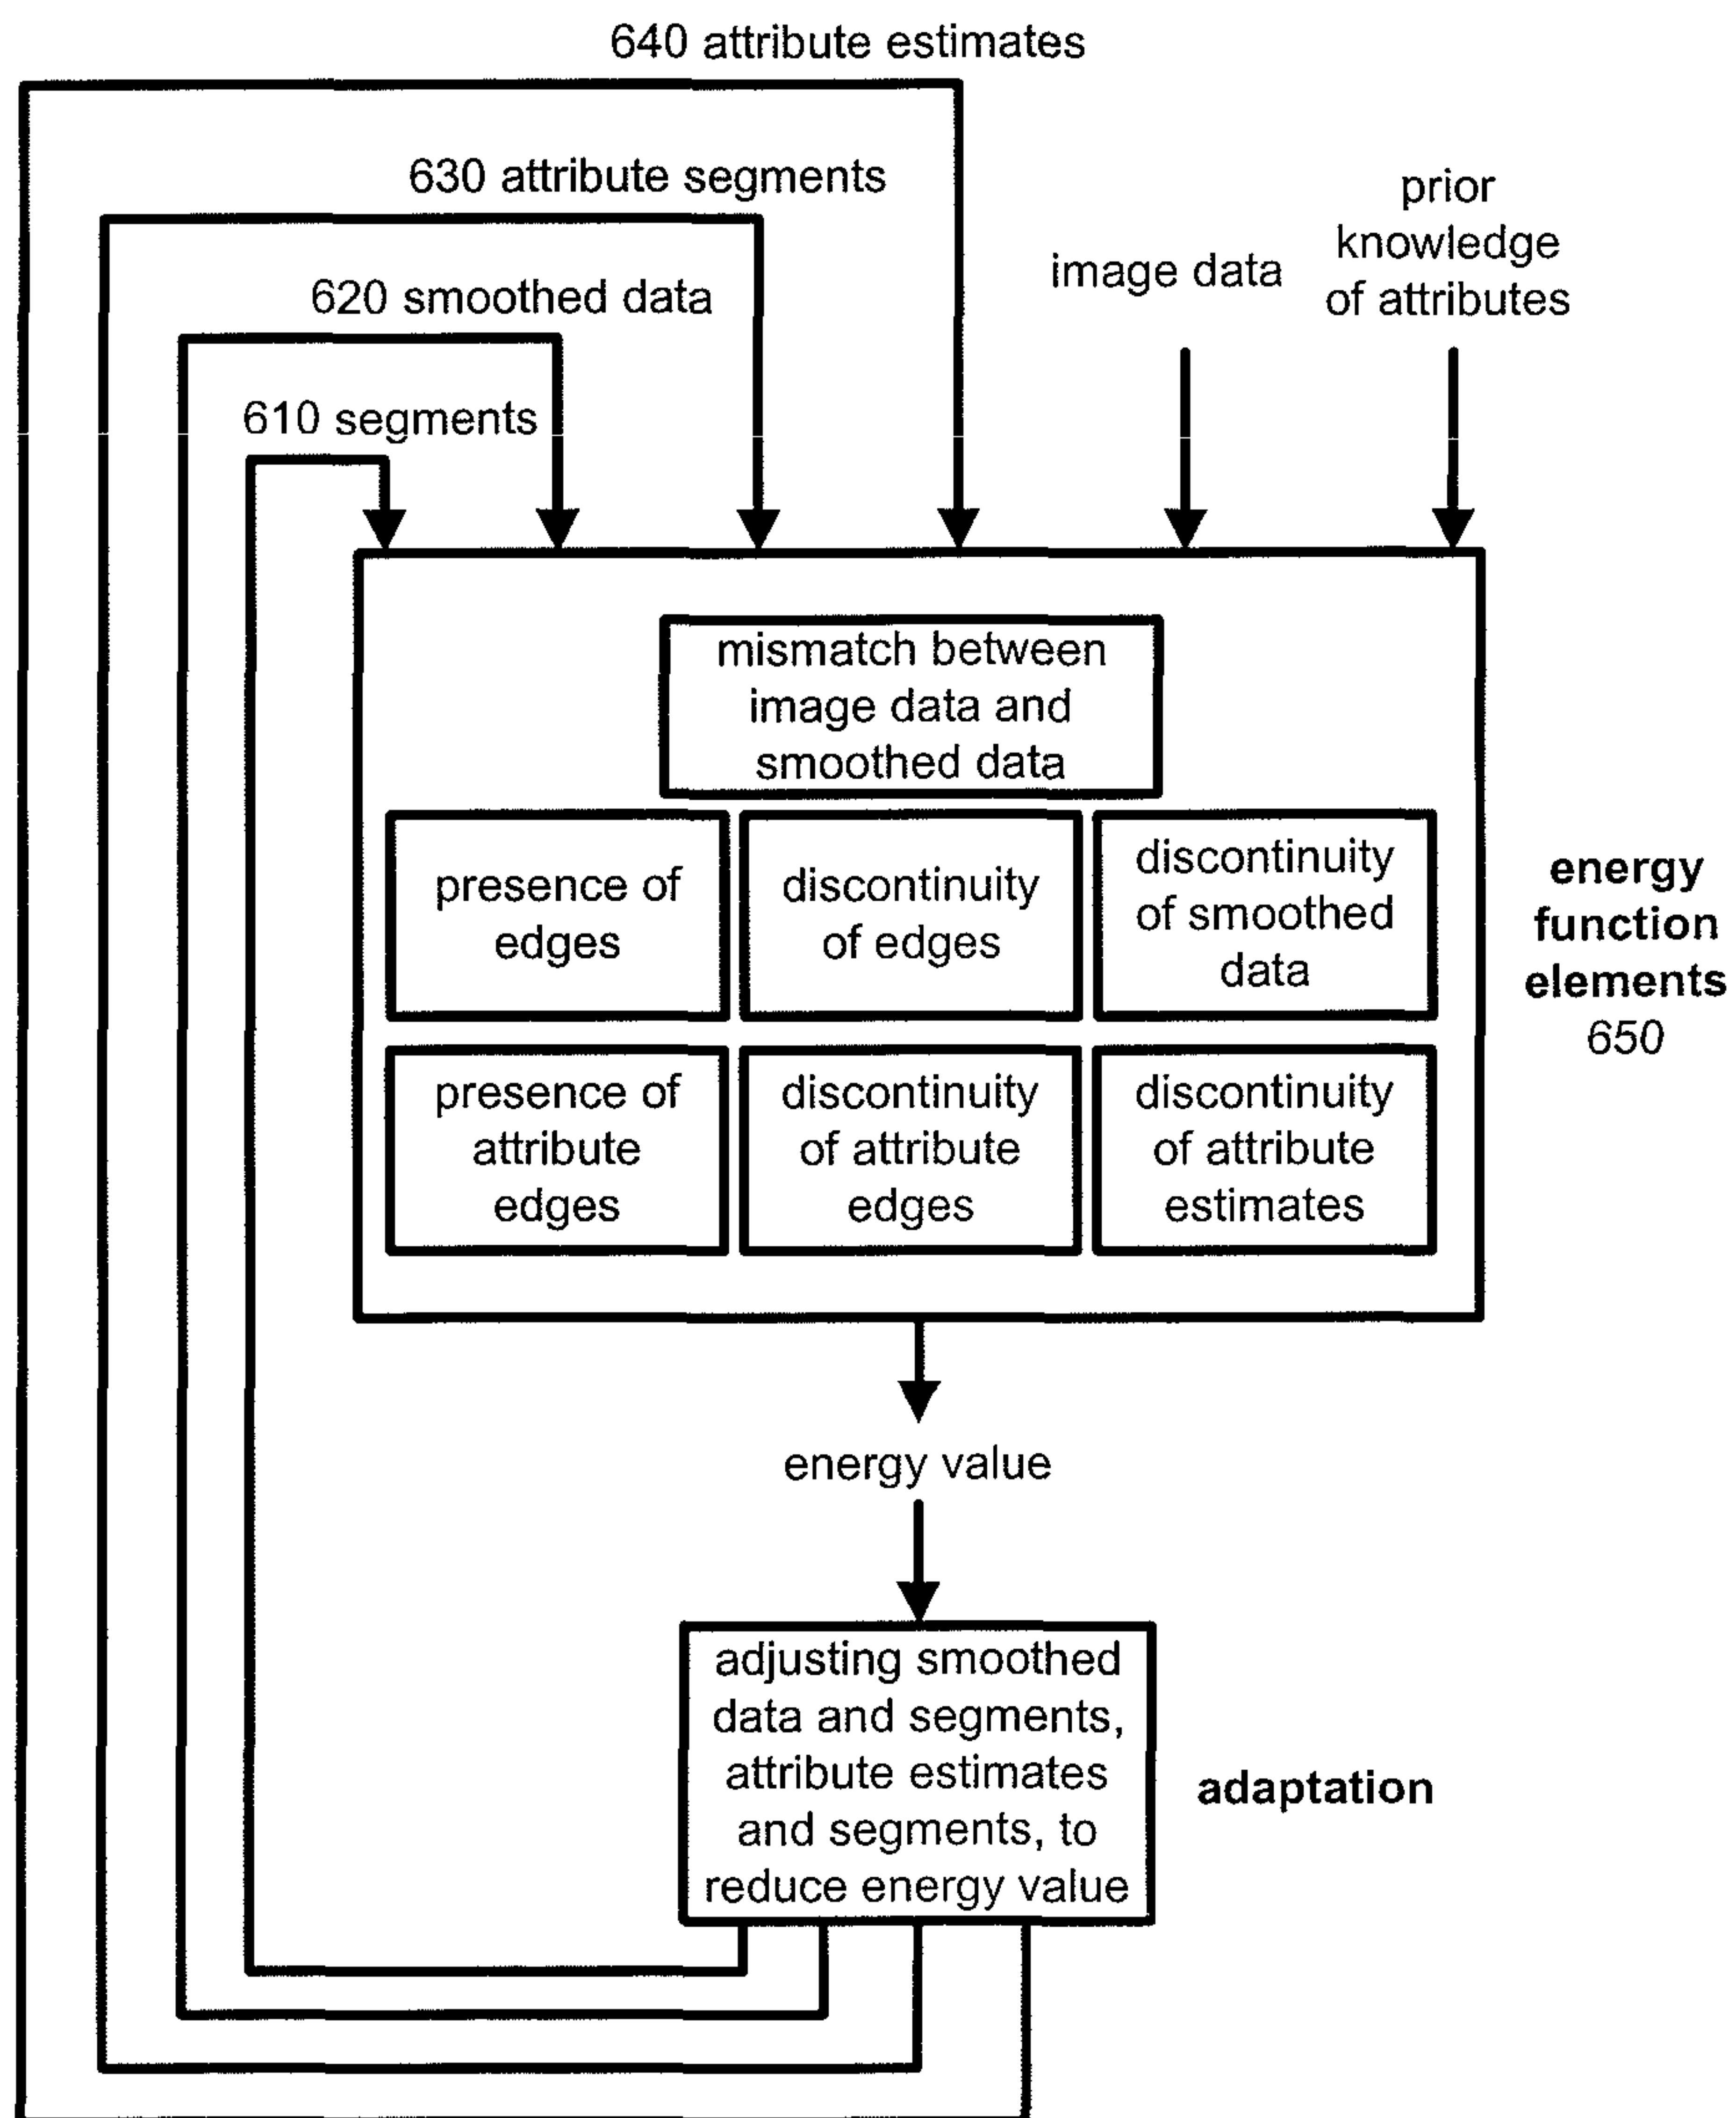 640 attribute estimates
630 attribute segments
620 smoothed data
610 segments
image data
prior
knowledge
of attributes
mismatch between
image data and
smoothed data
presence of
edges
discontinuity
of edges
discontinuity
of smoothed
data
presence of
attribute
edges
discontinuity
of attribute
edges
discontinuity
of attribute
estimates
energy
function
elements
650
energy value
adjusting smoothed
data and segments,
attribute estimates
and segments, to
reduce energy value
adaptation